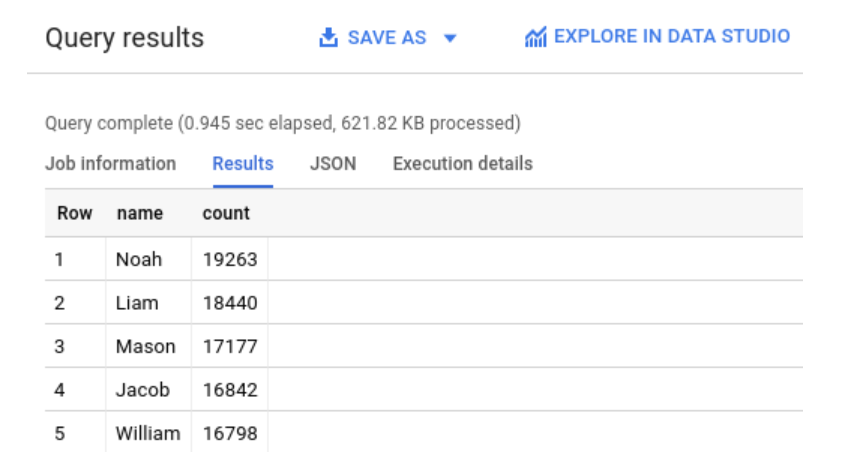 Query results SAVE AS EXPLORE IN DATA STUDIO
Query complete (0.945 sec elapsed, 621.82 KB processed)
Job information Results JSON Execution details
Row name count
1 Noah 19263
2 Liam 18440
3 Mason 17177
4 Jacob 16842
5 William 16798